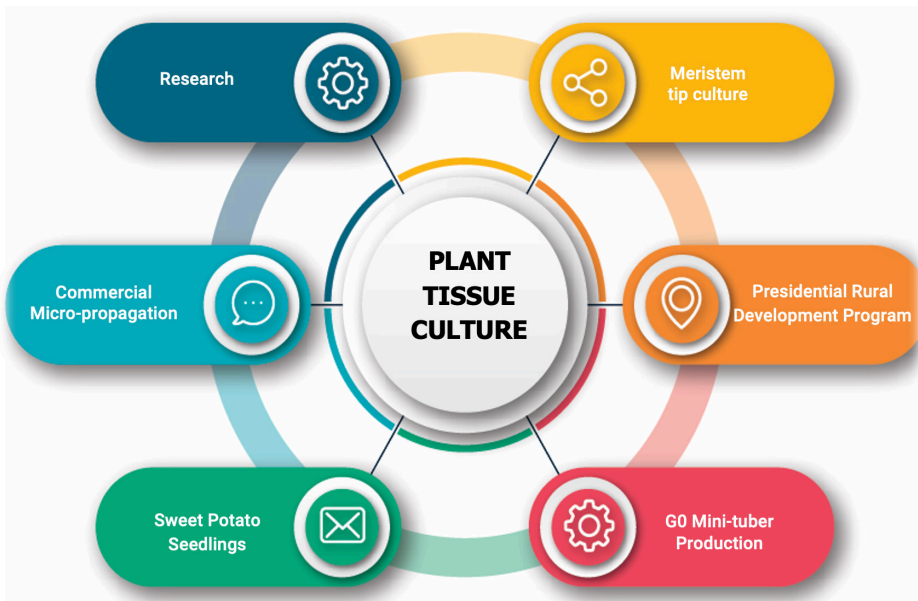 Research
Meristem
tip culture
PLANT
TISSUE
CULTURE
Commercial
Micro-propagation
Presidential Rural
Development Program
Sweet Potato
Seedlings
G0 Mini-tuber
Production